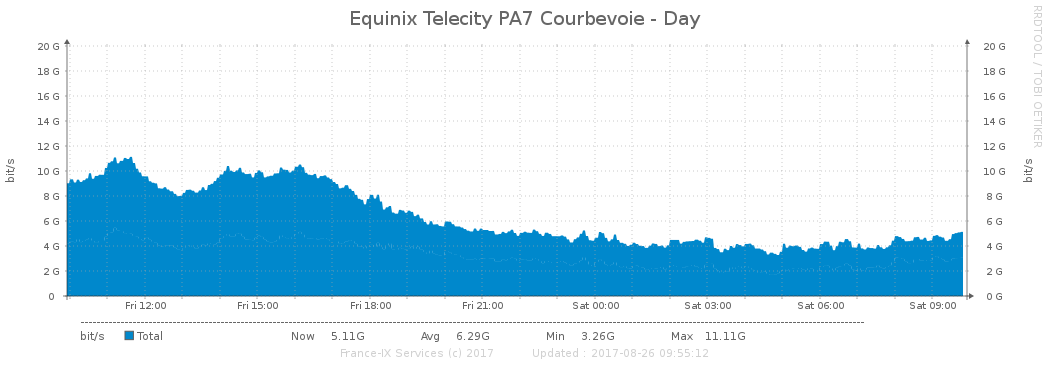 Equinix Telecity PA7 Courbevoie - Day
RRDTOOL / TOBI OETIKER
bit/s
20 G 20 G
18 G 18 G
16 G 16 G
14 G 14 G
12 G 12 G
10 G 10 G
8 G 8 G
6 G 6 G
4 G 4 G
2 G 2 G
0 0 G
bit/s
Fri 12:00 Fri 15:00 Fri 18:00 Fri 21:00 Sat 00:00 Sat 03:00 Sat 06:00 Sat 09:00
bit/s Total Now 5.11G Avg 6.29G Min 3.26G Max 11.11G
France-IX Services (c) 2017 Updated : 2017-08-26 09:55:12